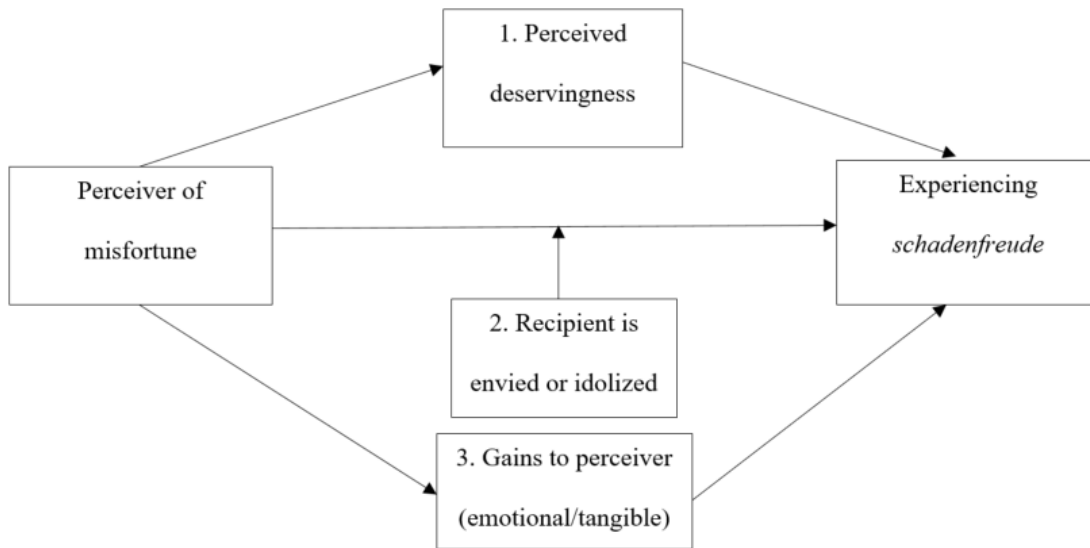 1. Perceived
deservingness
Perceiver of
misfortune
Experiencing
schadenfreude
2. Recipient is
envied or idolized
3. Gains to perceiver
(emotional/tangible)